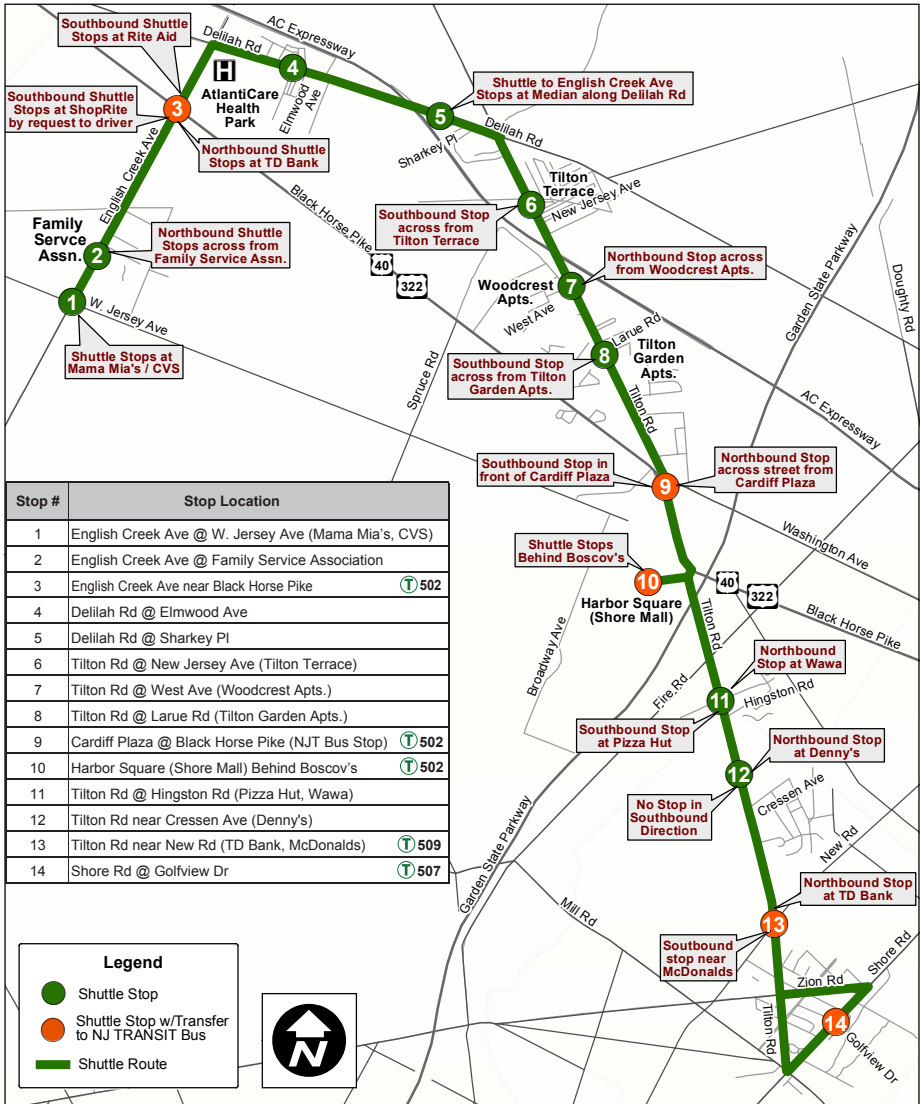 AC Expressway
Southbound Shuttle
Stops at Rite Aid
Delilah Rd
H
4
AtlantiCare
Health
Park
Elmwood
Ave
Southbound Shuttle
Stops at ShopRite
by request to driver
3
Northbound Shuttle
Stops at TD Bank
Shuttle to English Creek Ave
Stops at Median along Delilah Rd
5
Delilah Rd
Sharkey Pl
English Creek Ave
Black Horse Pike
40
322
Tilton
Terrace
New Jersey Ave
6
Southbound Stop
across from
Tilton Terrace
Family
Servce
Assn.
2
Northbound Shuttle
Stops across from
Family Service Assn.
1
W. Jersey Ave
Shuttle Stops at
Mama Mia's / CVS
Northbound Stop
across from Woodcrest Apts.
Woodcrest
Apts.
7
West Ave
Garden State Parkway
Doughty Rd
Larue Rd
8
Tilton
Garden
Apts.
Southbound Stop
across from Tilton
Garden Apts.
Spruce Rd
Tilton Rd
AC Expressway
Southbound Stop in
front of Cardiff Plaza
9
Northbound Stop
across street from
Cardiff Plaza
Washington Ave
Shuttle Stops
Behind Boscov's
10
Harbor Square
(Shore Mall)
40
322
Black Horse Pike
Tilton Rd
Broadway Ave
Fire Rd
Northbound
Stop at Wawa
11
Hingston Rd
Southbound Stop
at Pizza Hut
Northbound Stop
at Denny's
12
No Stop in
Southbound
Direction
Cressen Ave
New Rd
Garden State Parkway
Mill Rd
Northbound Stop
at TD Bank
13
Soutbound
stop near
McDonalds
Shore Rd
Zion Rd
Tilton Rd
14
Golfview Dr
Stop # Stop Location
1 English Creek Ave @ W. Jersey Ave (Mama Mia's, CVS)
2 English Creek Ave @ Family Service Association
3 English Creek Ave near Black Horse Pike T 502
4 Delilah Rd @ Elmwood Ave
5 Delilah Rd @ Sharkey Pl
6 Tilton Rd @ New Jersey Ave (Tilton Terrace)
7 Tilton Rd @ West Ave (Woodcrest Apts.)
8 Tilton Rd @ Larue Rd (Tilton Garden Apts.)
9 Cardiff Plaza @ Black Horse Pike (NJT Bus Stop) T 502
10 Harbor Square (Shore Mall) Behind Boscov's T 502
11 Tilton Rd @ Hingston Rd (Pizza Hut, Wawa)
12 Tilton Rd near Cressen Ave (Denny's)
13 Tilton Rd near New Rd (TD Bank, McDonalds) T 509
14 Shore Rd @ Golfview Dr T 507
Legend
Shuttle Stop
Shuttle Stop w/Transfer
to NJ TRANSIT Bus
Shuttle Route
N